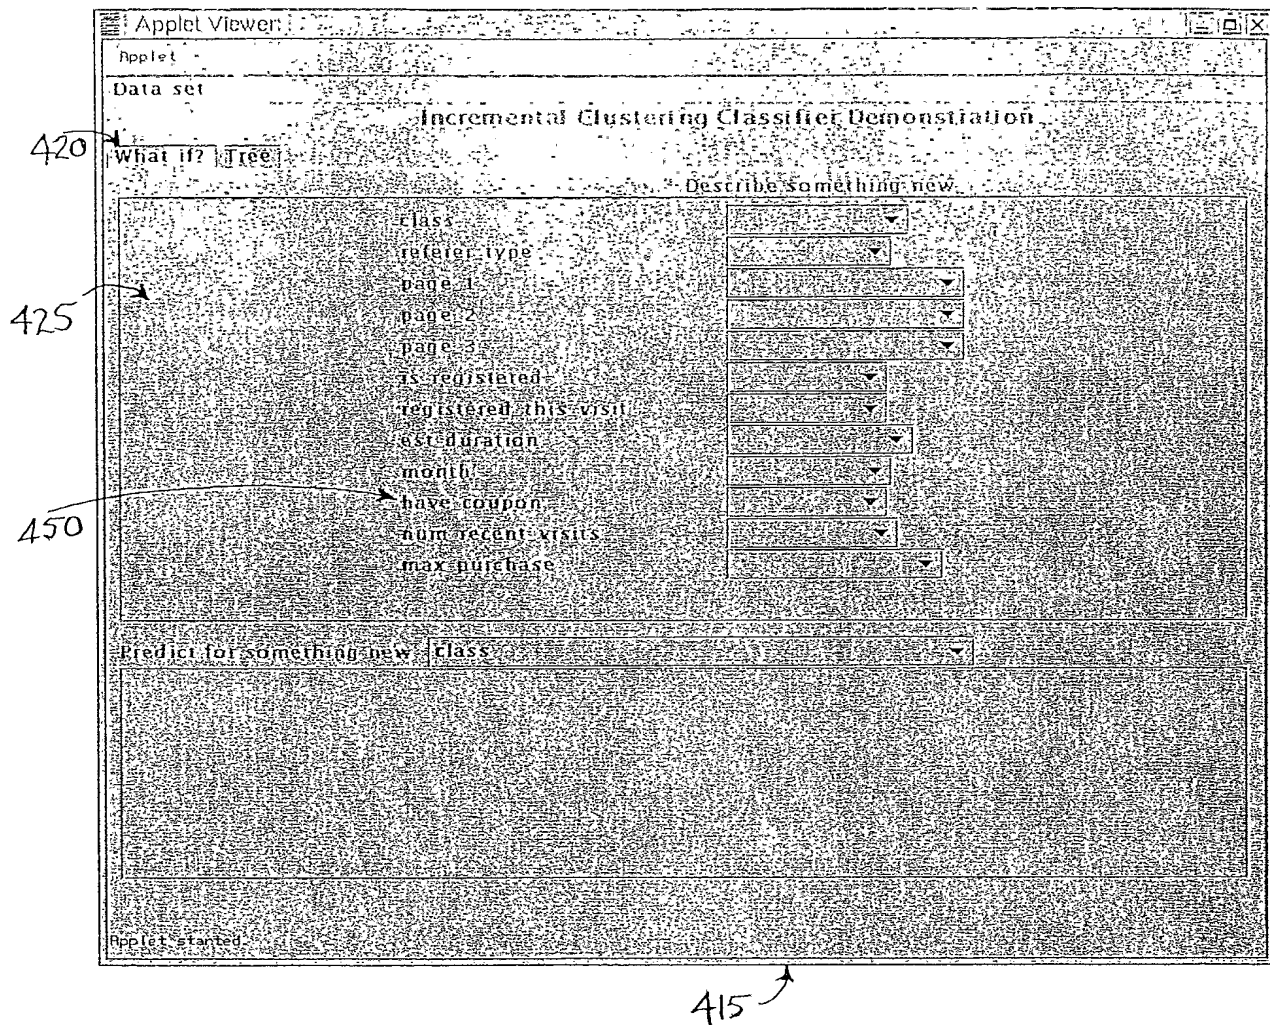 Applet Viewer:
Applet
Data set
Incremental Clustering Classifier Demonstration
420
What if? Tree
Describe something new
class
referer type
page 1
425
page 2
page 3
is registered
registered this visit
est duration
month
450
have coupon
num recent visits
max purchase
Predict for something new class
Applet started.
415